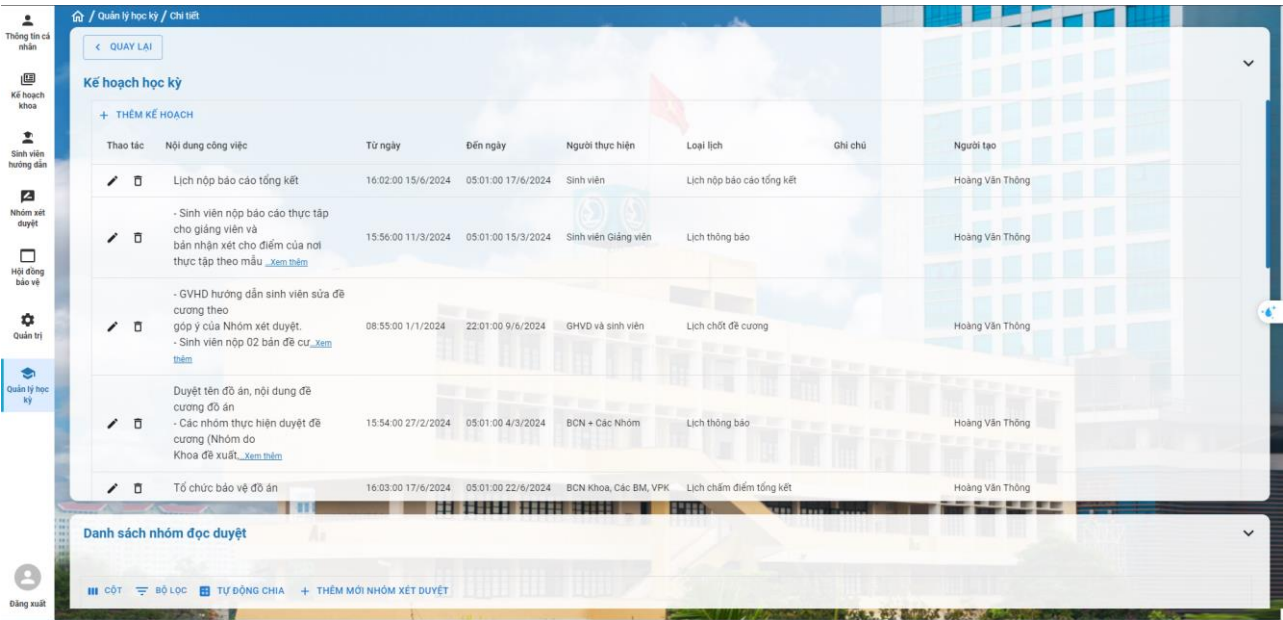 Quản lý học kỳ / Chi tiết
Thông tin cá
nhân
Kế hoạch
khoa
Sinh viên
hướng dẫn
Nhóm xét
duyệt
Hội đồng
bảo vệ
Quản trị
Quản lý học
kỳ
Đăng xuất
QUAY LẠI
Kế hoạch học kỳ
+ THÊM KẾ HOẠCH
Thao tác Nội dung công việc Từ ngày Đến ngày Người thực hiện Loại lịch Ghi chú Người tạo
Lịch nộp báo cáo tổng kết 16:02:00 15/6/2024 05:01:00 17/6/2024 Sinh viên Lịch nộp báo cáo tổng kết Hoàng Văn Thông
- Sinh viên nộp báo cáo thực tâp
cho giảng viên và
bản nhận xét cho điểm của nơi
thực tập theo mẫu ...Xem thêm
15:56:00 11/3/2024 05:01:00 15/3/2024 Sinh viên Giảng viên Lịch thông báo Hoàng Văn Thông
- GVHD hướng dẫn sinh viên sửa đề
cương theo
góp ý của Nhóm xét duyệt.
- Sinh viên nộp 02 bản đề cư...Xem
thêm
08:55:00 1/1/2024 22:01:00 9/6/2024 GHVD và sinh viên Lịch chốt đề cương Hoàng Văn Thông
Duyệt tên đồ án, nội dung đề
cương đồ án
- Các nhóm thực hiện duyệt đề
cương (Nhóm do
Khoa đề xuất,...Xem thêm
15:54:00 27/2/2024 05:01:00 4/3/2024 BCN + Các Nhóm Lịch thông báo Hoàng Văn Thông
Tổ chức bảo vệ đồ án 16:03:00 17/6/2024 05:01:00 22/6/2024 BCN Khoa, Các BM, VPK Lịch chấm điểm tổng kết Hoàng Văn Thông
Danh sách nhóm đọc duyệt
CỘT BỘ LỌC TỰ ĐỘNG CHIA + THÊM MỚI NHÓM XÉT DUYỆT